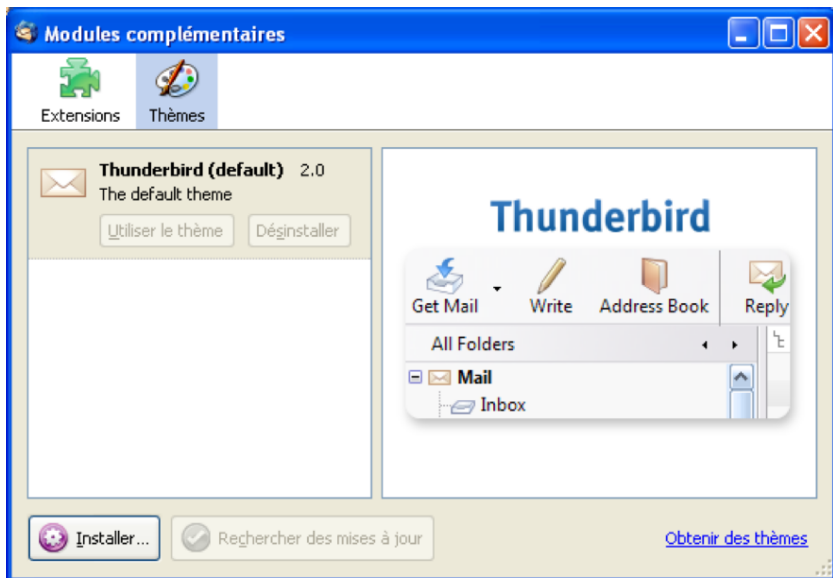 Modules complémentaires
Extensions
Thèmes
Thunderbird (default) 2.0
The default theme
Utiliser le thème
Désinstaller
Thunderbird
Get Mail
Write
Address Book
Reply
All Folders
Mail
Inbox
Installer...
Rechercher des mises à jour
Obtenir des thèmes